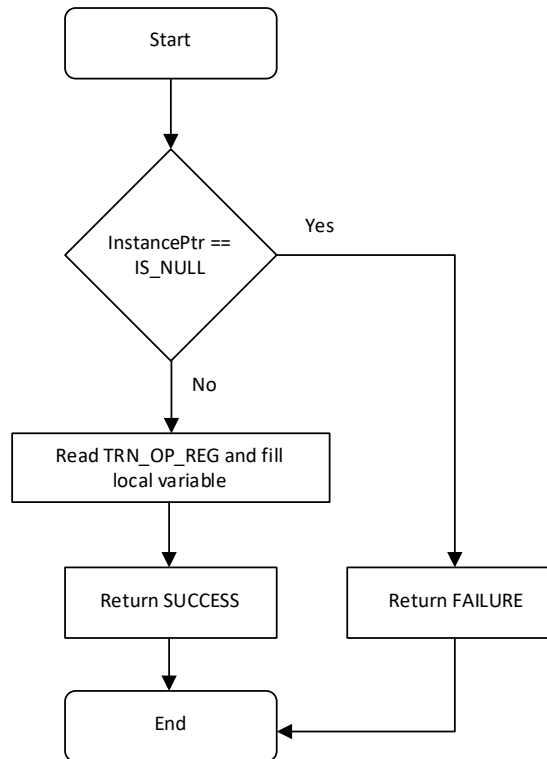 Start
InstancePtr ==
IS_NULL
Yes
No
Read TRN_OP_REG and fill
local variable
Return SUCCESS
Return FAILURE
End